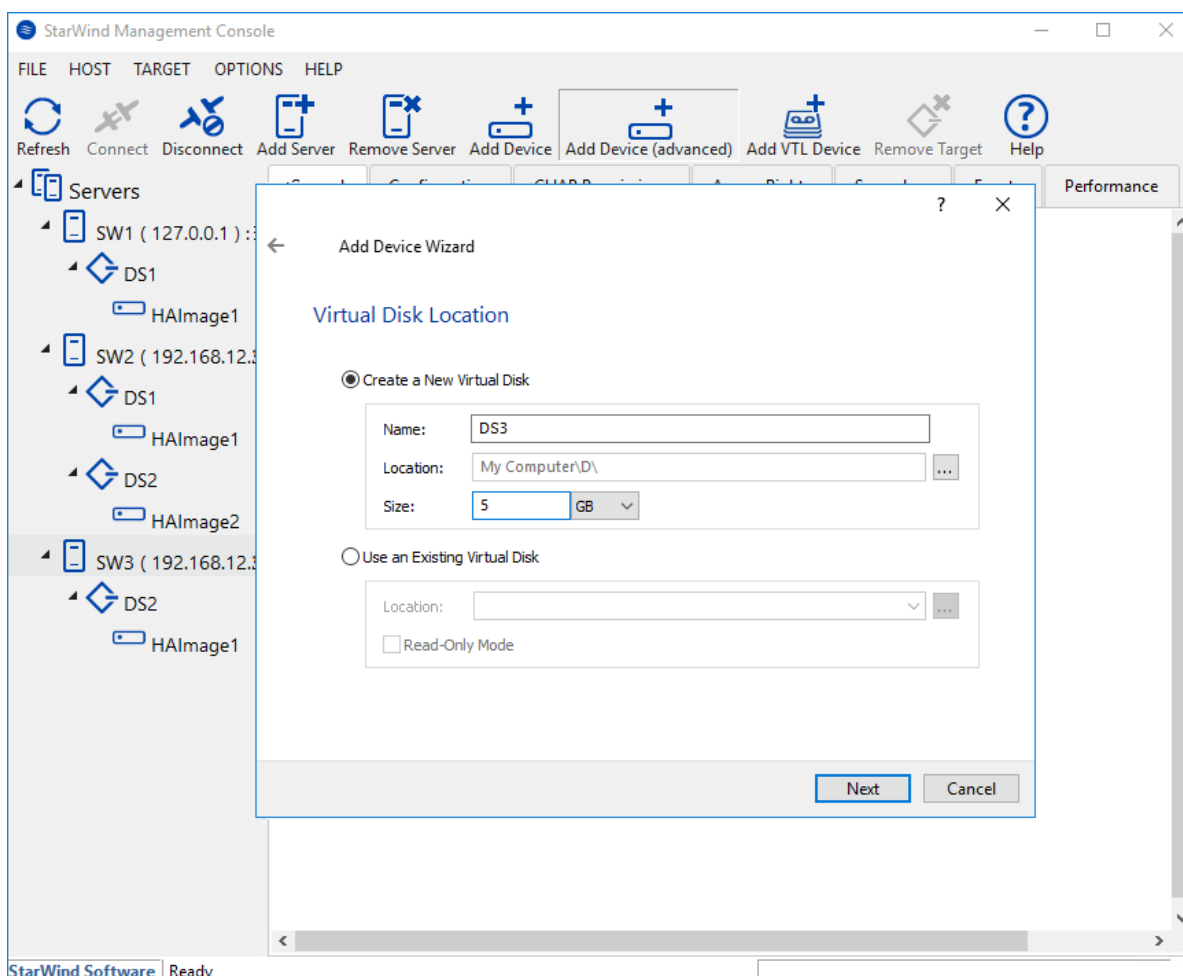 StarWind Management Console
FILE HOST TARGET OPTIONS HELP
Refresh Connect Disconnect Add Server Remove Server Add Device Add Device (advanced) Add VTL Device Remove Target Help
Servers
Performance
SW1 ( 127.0.0.1 ) :
DS1
HAImage1
SW2 ( 192.168.12.
DS1
HAImage1
DS2
HAImage2
SW3 ( 192.168.12.
DS2
HAImage1
?
Add Device Wizard
Virtual Disk Location
Create a New Virtual Disk
Name: DS3
Location: My Computer\D\ ...
Size: 5 GB
Use an Existing Virtual Disk
Location: ...
Read-Only Mode
Next Cancel
StarWind Software Ready